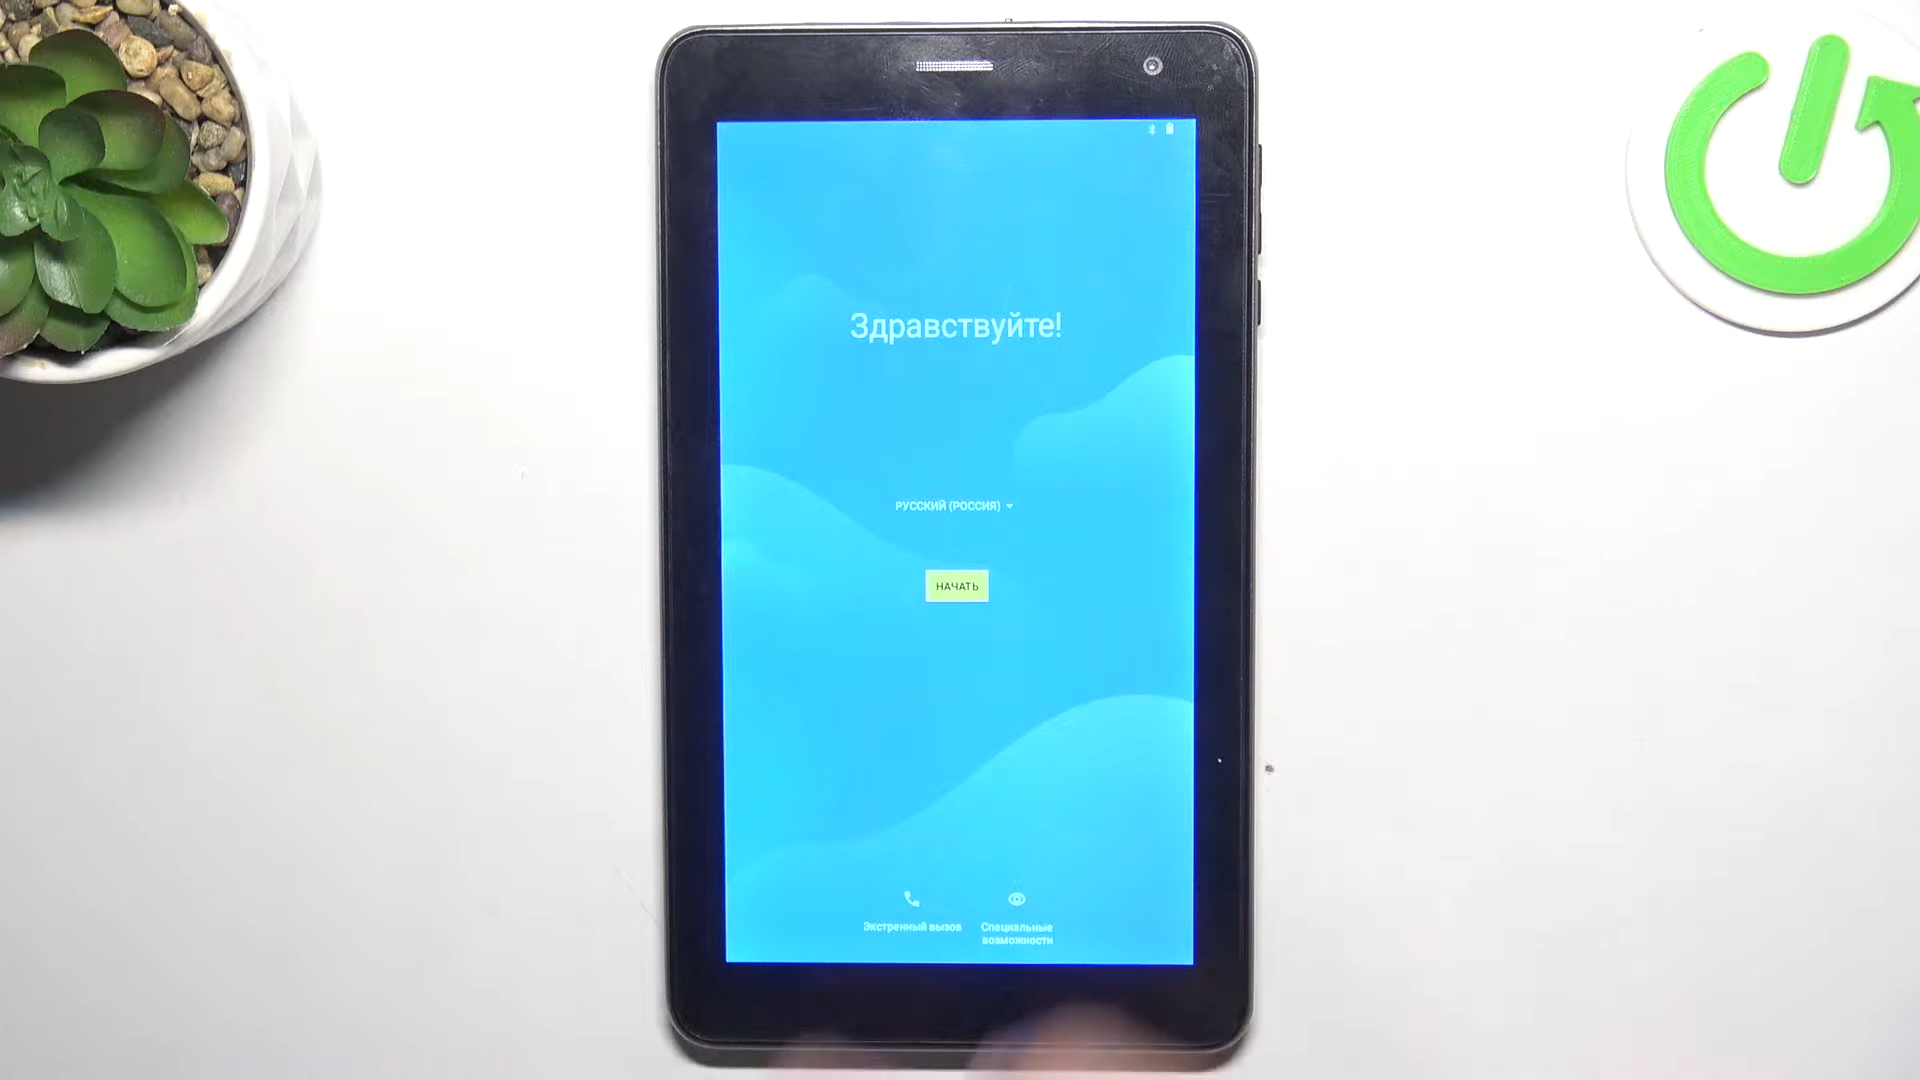 Здравствуйте!
РУССКИЙ (РОССИЯ)
НАЧАТЬ
Экстренный вызов
Специальные
возможности